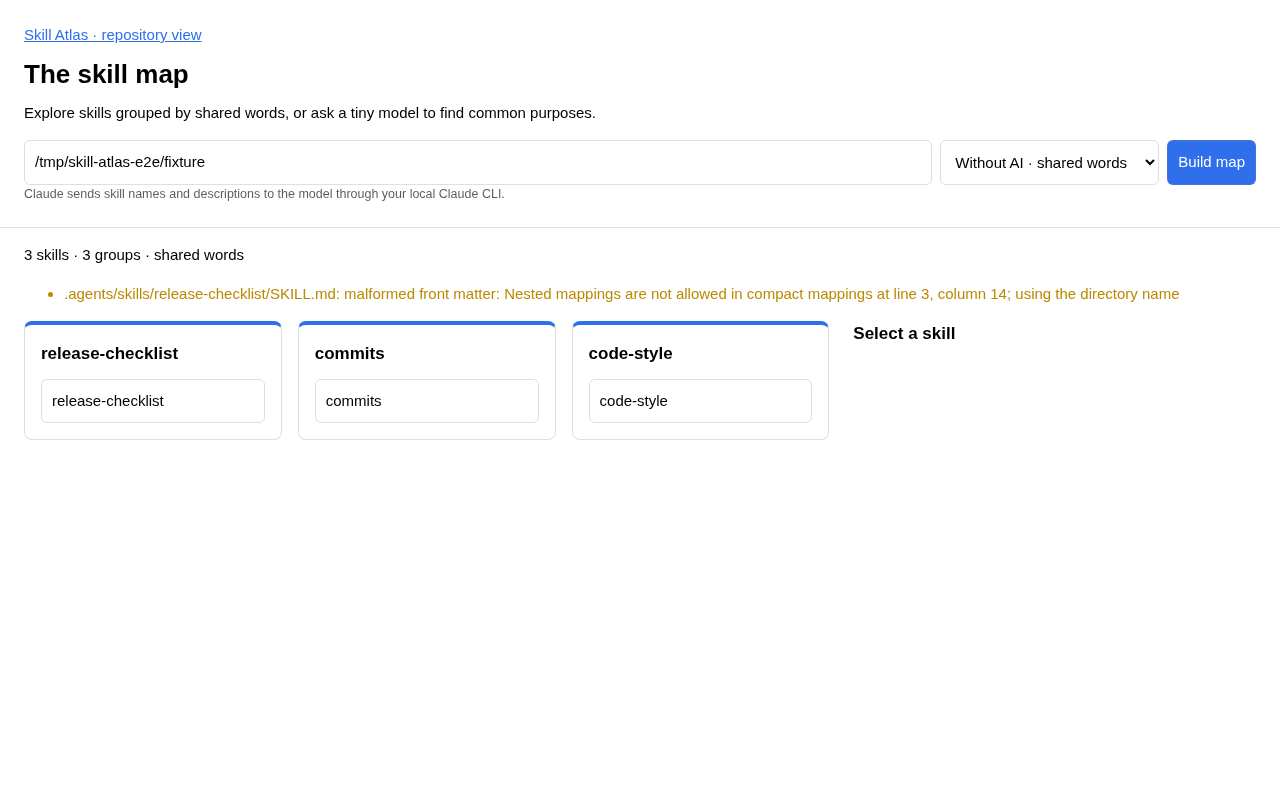 Skill Atlas · repository view
The skill map
Explore skills grouped by shared words, or ask a tiny model to find common purposes.
/tmp/skill-atlas-e2e/fixture
Without AI · shared words
Build map
Claude sends skill names and descriptions to the model through your local Claude CLI.
3 skills · 3 groups · shared words
.agents/skills/release-checklist/SKILL.md: malformed front matter: Nested mappings are not allowed in compact mappings at line 3, column 14; using the directory name
release-checklist
release-checklist
commits
commits
code-style
code-style
Select a skill